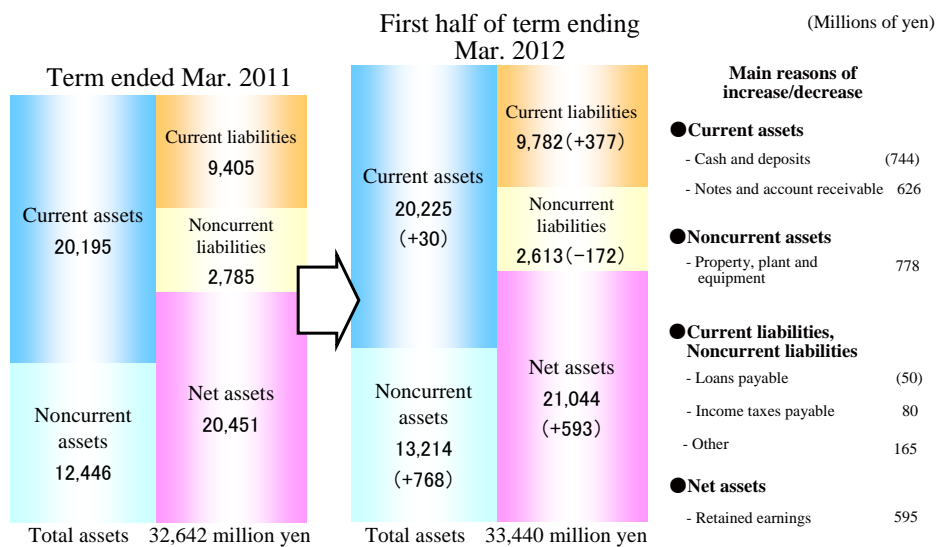 First half of term ending
Mar. 2012
(Millions of yen)
Term ended Mar. 2011
Current assets
20,195
Noncurrent
assets
12,446
Current liabilities
9,405
Noncurrent
liabilities
2,785
Net assets
20,451
Total assets 32,642 million yen
Current assets
20,225
(+30)
Noncurrent
assets
13,214
(+768)
Current liabilities
9,782(+377)
Noncurrent
liabilities
2,613(-172)
Net assets
21,044
(+593)
Total assets 33,440 million yen
Main reasons of
increase/decrease
●Current assets
- Cash and deposits (744)
- Notes and account receivable 626
●Noncurrent assets
- Property, plant and
equipment 778
●Current liabilities,
Noncurrent liabilities
- Loans payable (50)
- Income taxes payable 80
- Other 165
●Net assets
- Retained earnings 595